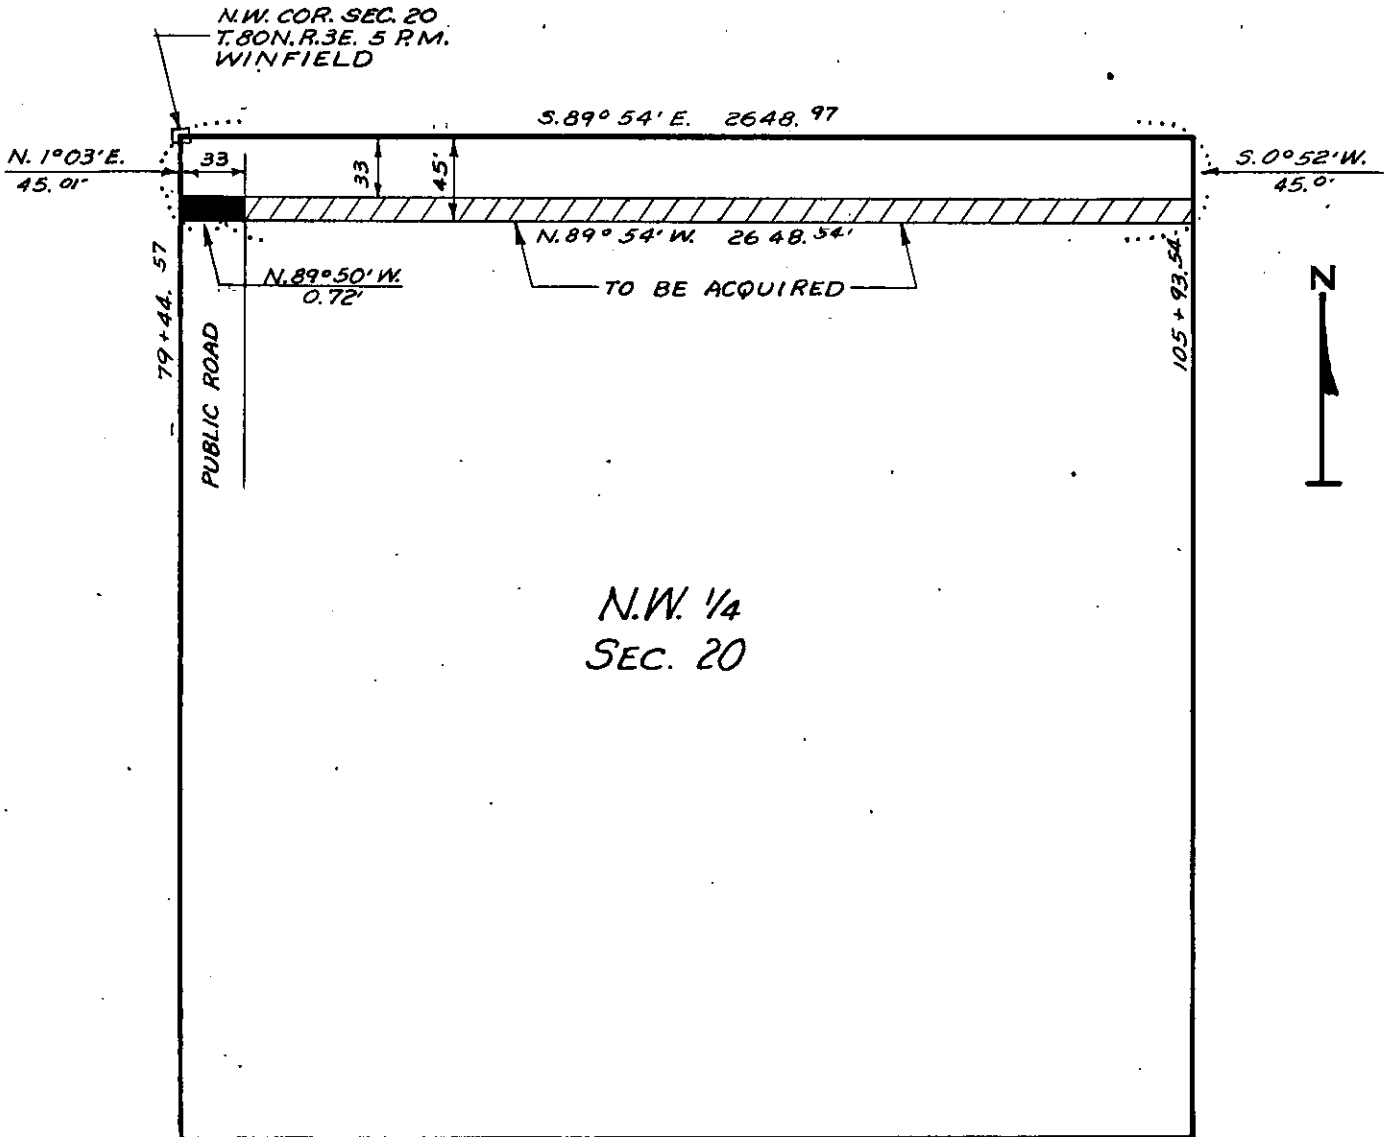 N.W. COR. SEC. 20
T.80N.R.3E. 5 P.M.
WINFIELD
S.89° 54' E. 2648.97
N. 1°03'E.
45.01'
33
33
45'
S.0°52'W.
45.0'
N.89° 54' W. 2648.54'
N.89°50'W.
0.72'
TO BE ACQUIRED
79+44.57
PUBLIC ROAD
105+93.54
N
N.W. 1/4
SEC. 20